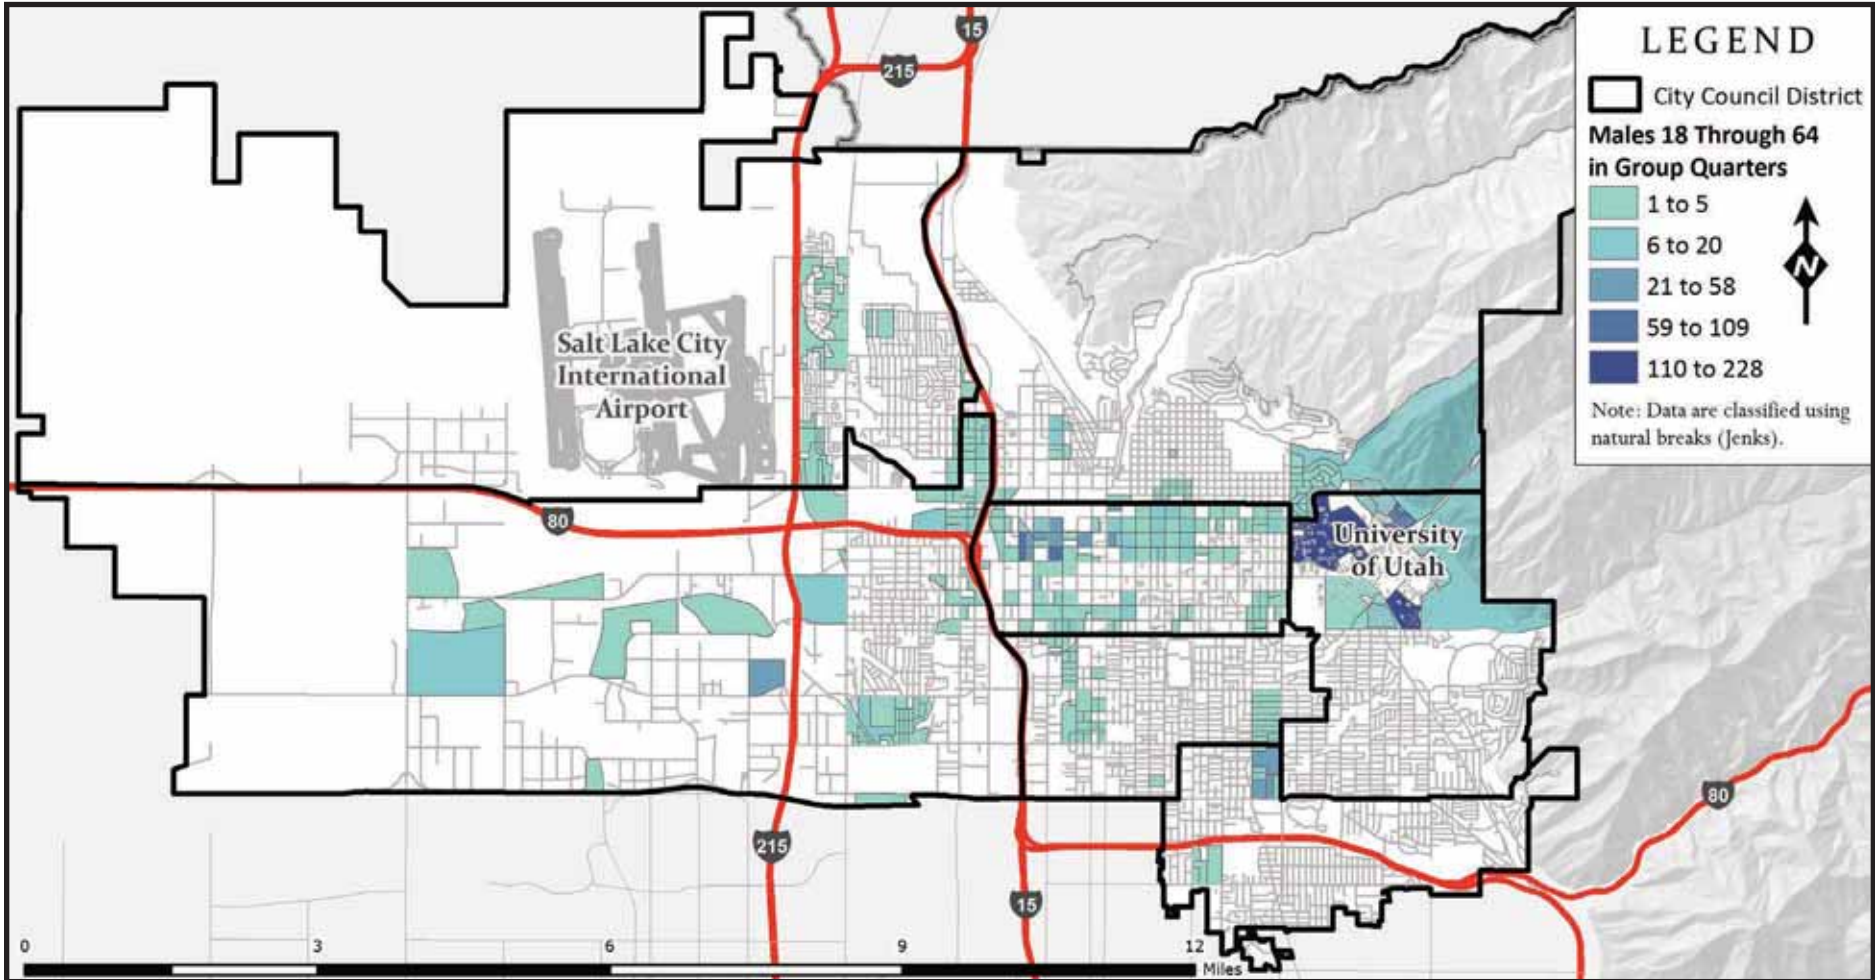 15
215
LEGEND
City Council District
Males 18 Through 64
in Group Quarters
1 to 5
6 to 20
21 to 58
59 to 109
110 to 228
N
Note: Data are classified using
natural breaks (Jenks).
Salt Lake City
International
Airport
80
University
of Utah
80
215
15
0 3 6 9 12
Miles